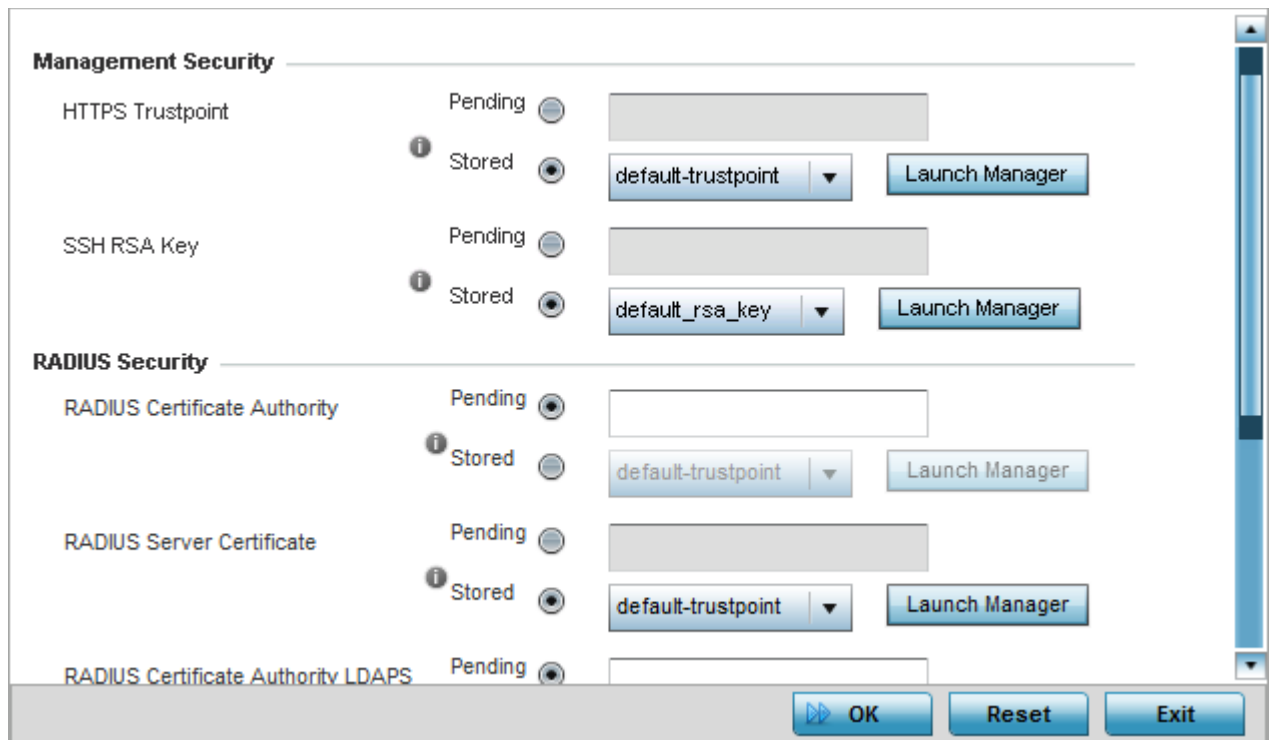 Management Security
HTTPS Trustpoint
Pending
Stored
default-trustpoint
Launch Manager
SSH RSA Key
Pending
Stored
default_rsa_key
Launch Manager
RADIUS Security
RADIUS Certificate Authority
Pending
Stored
default-trustpoint
Launch Manager
RADIUS Server Certificate
Pending
Stored
default-trustpoint
Launch Manager
RADIUS Certificate Authority LDAPS
Pending
OK
Reset
Exit